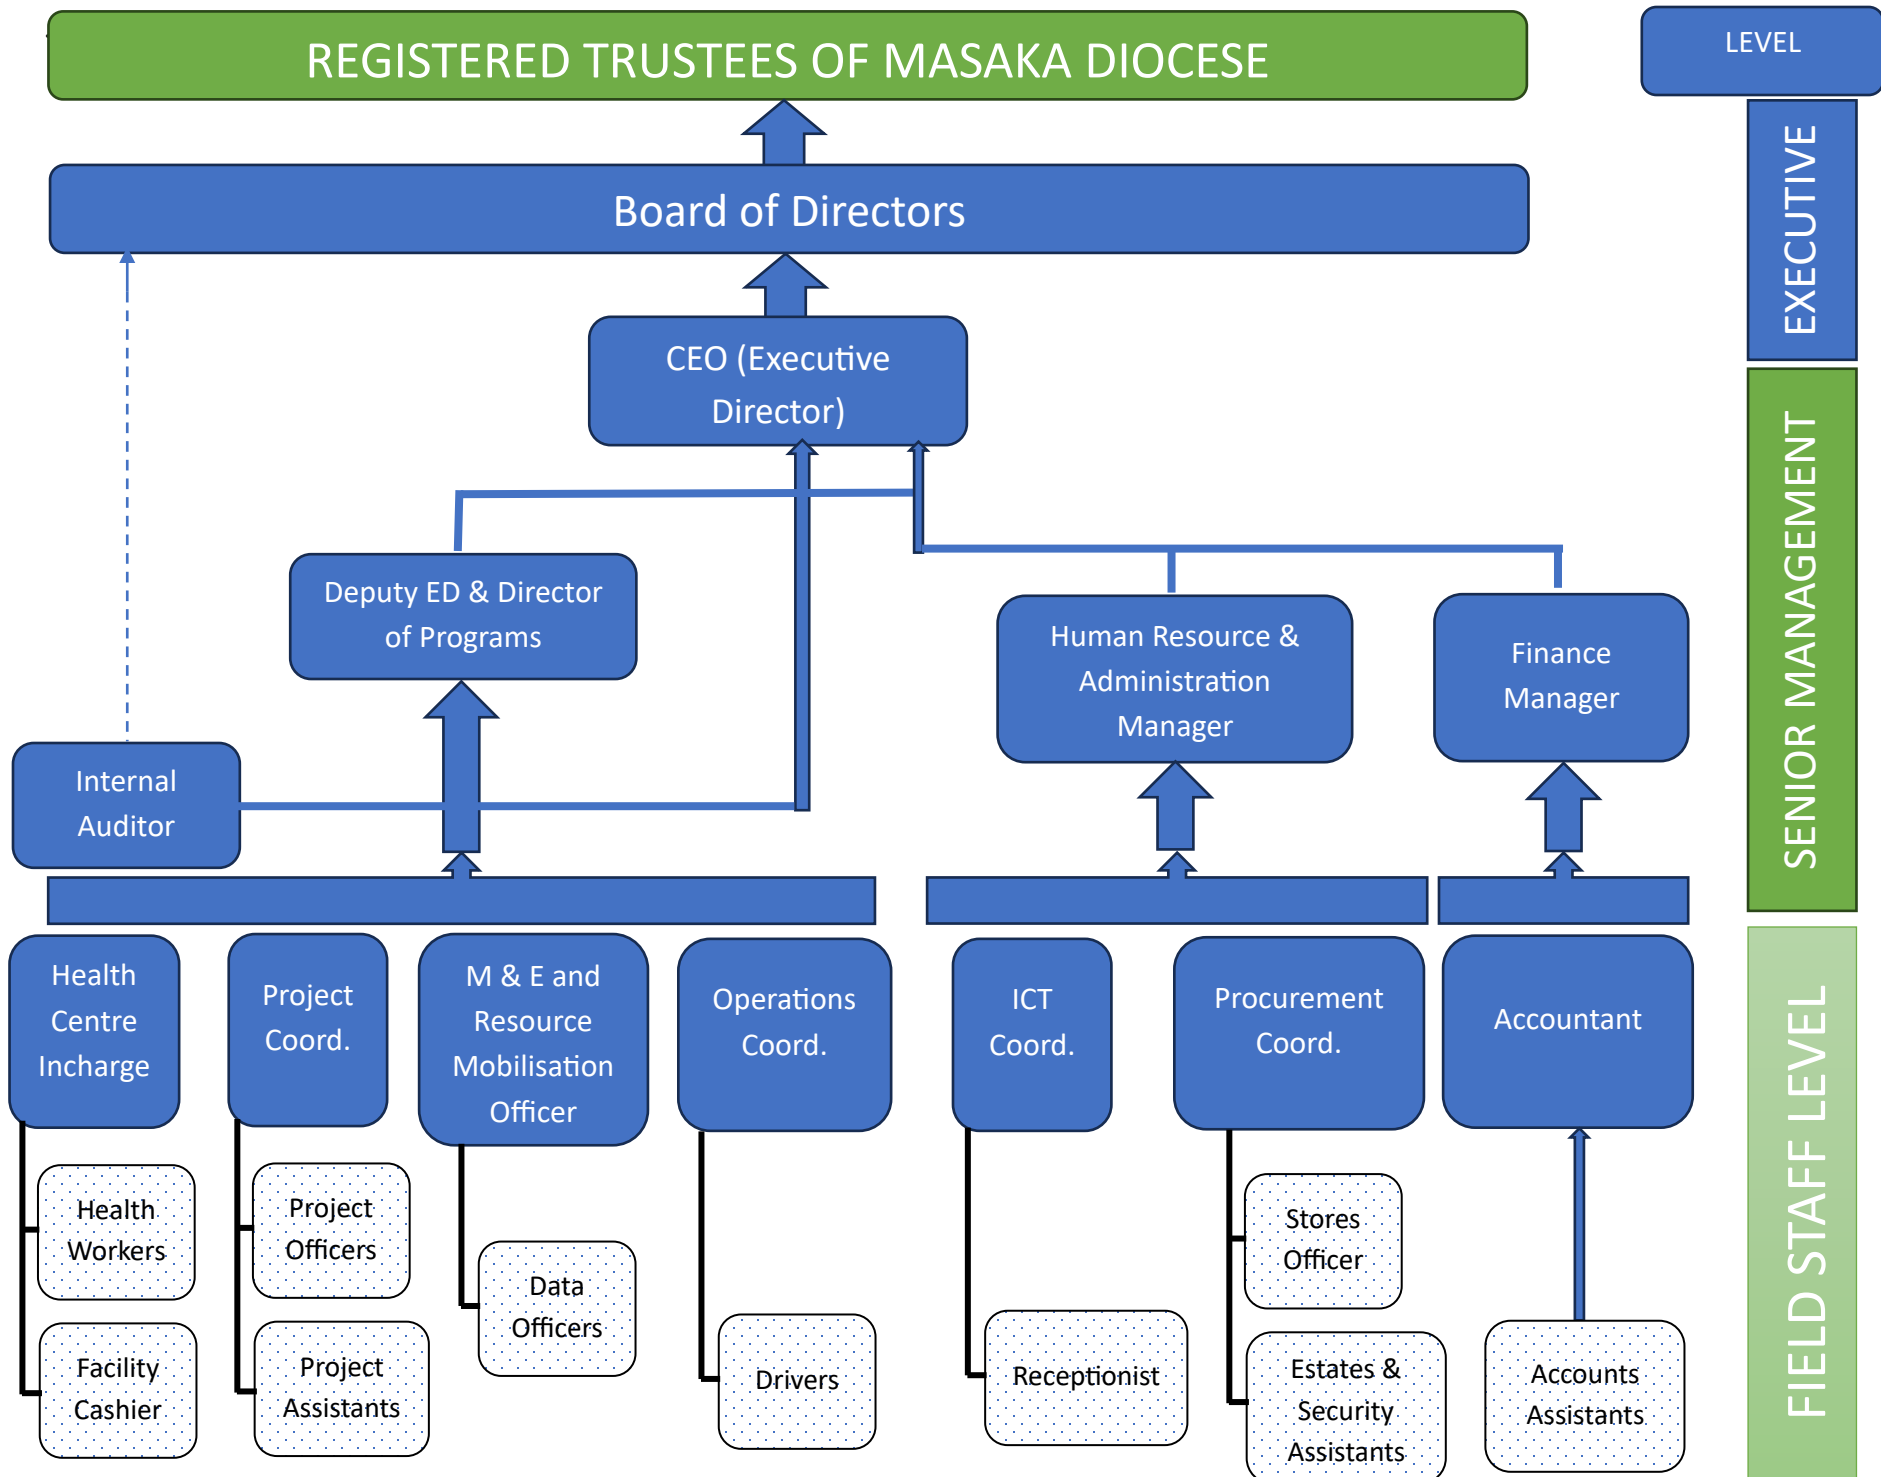 REGISTERED TRUSTEES OF MASAKA DIOCESE
LEVEL
Board of Directors
EXECUTIVE
CEO (Executive
Director)
SENIOR MANAGEMENT
Deputy ED & Director
of Programs
Human Resource &
Administration
Manager
Finance
Manager
Internal
Auditor
Health
Centre
Incharge
Project
Coord.
M & E and
Resource
Mobilisation
Officer
Operations
Coord.
ICT
Coord.
Procurement
Coord.
Accountant
FIELD STAFF LEVEL
Health
Workers
Project
Officers
Data
Officers
Stores
Officer
Facility
Cashier
Project
Assistants
Drivers
Receptionist
Estates &
Security
Assistants
Accounts
Assistants